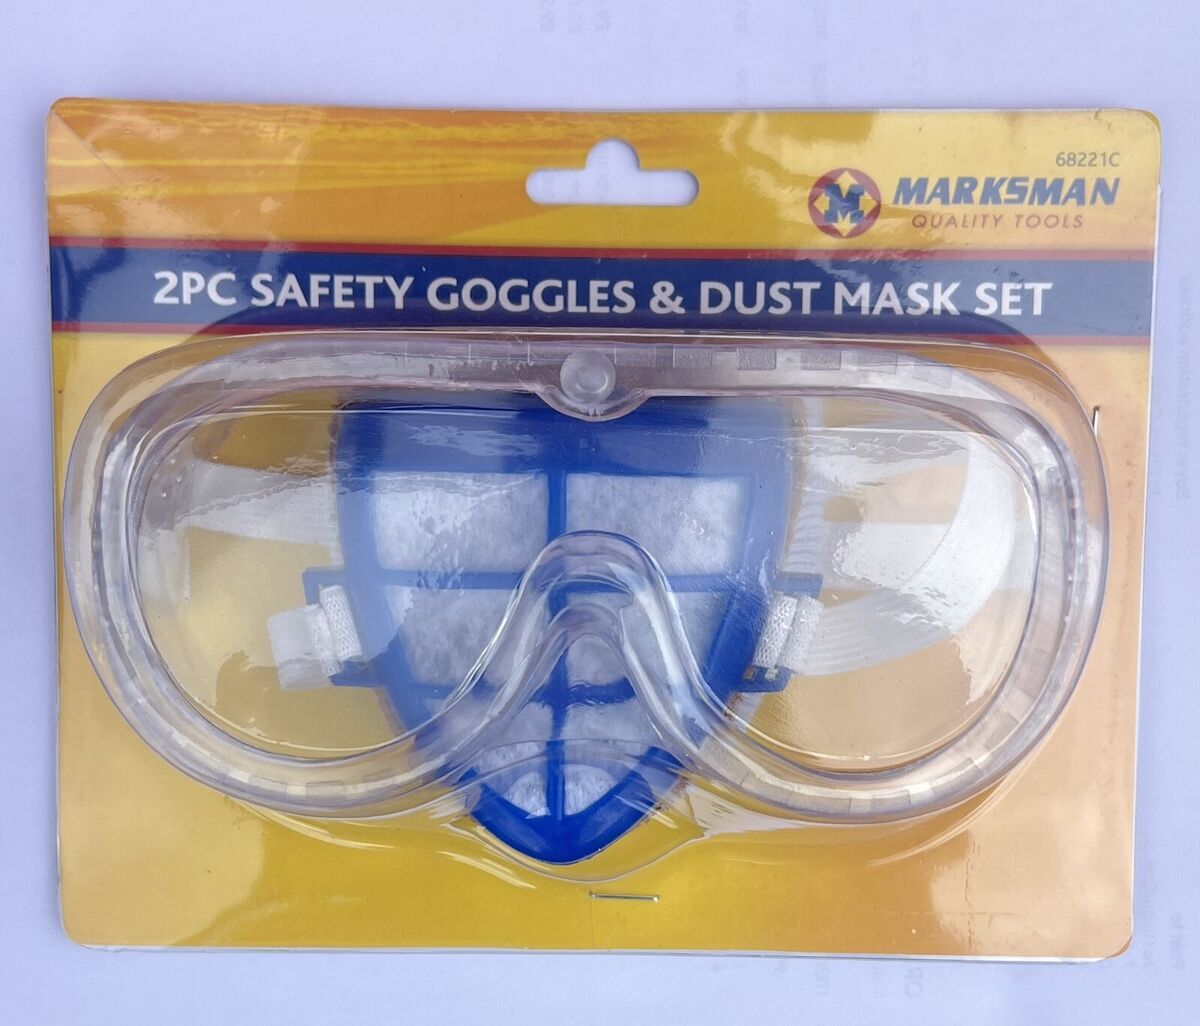 68221C
M MARKSMAN
QUALITY TOOLS
2PC SAFETY GOGGLES & DUST MASK SET